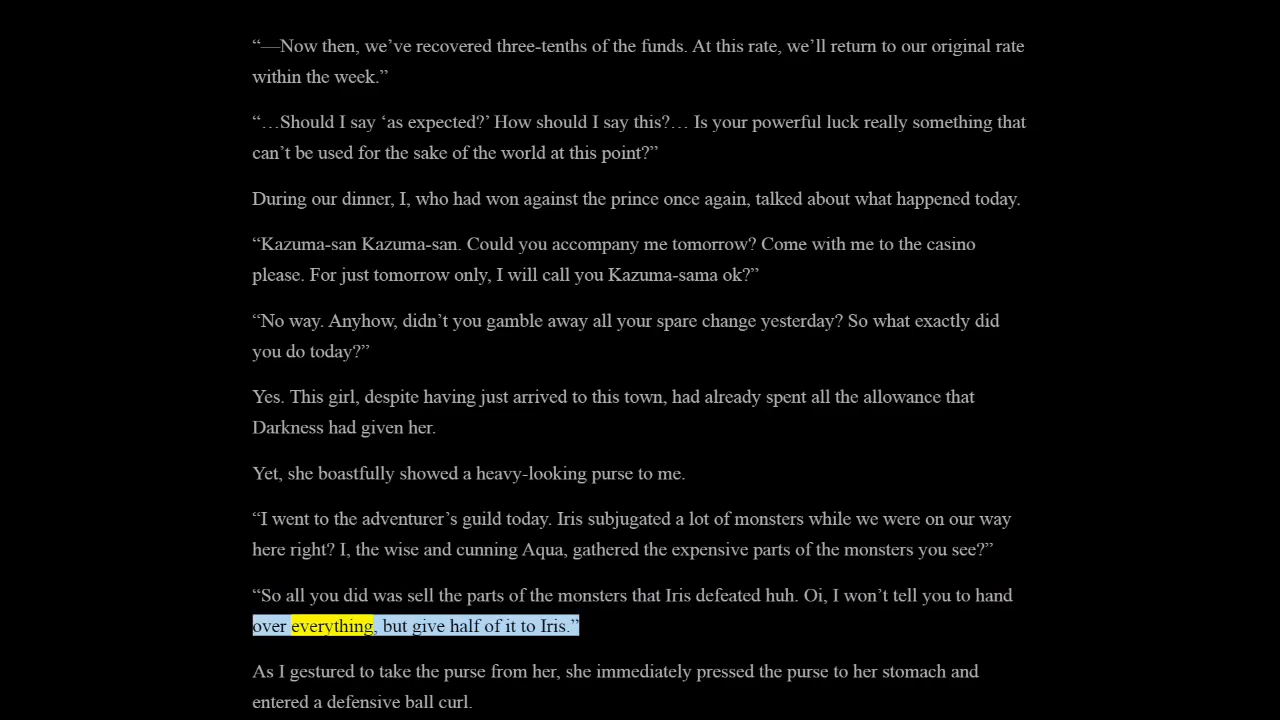 “—Now then, we’ve recovered three-tenths of the funds. At this rate, we’ll return to our original rate
within the week.”
“…Should I say ‘as expected?’ How should I say this?… Is your powerful luck really something that
can’t be used for the sake of the world at this point?”
During our dinner, I, who had won against the prince once again, talked about what happened today.
“Kazuma-san Kazuma-san. Could you accompany me tomorrow? Come with me to the casino
please. For just tomorrow only, I will call you Kazuma-sama ok?”
“No way. Anyhow, didn’t you gamble away all your spare change yesterday? So what exactly did
you do today?”
Yes. This girl, despite having just arrived to this town, had already spent all the allowance that
Darkness had given her.
Yet, she boastfully showed a heavy-looking purse to me.
“I went to the adventurer’s guild today. Iris subjugated a lot of monsters while we were on our way
here right? I, the wise and cunning Aqua, gathered the expensive parts of the monsters you see?”
“So all you did was sell the parts of the monsters that Iris defeated huh. Oi, I won’t tell you to hand
over everything, but give half of it to Iris.”
As I gestured to take the purse from her, she immediately pressed the purse to her stomach and
entered a defensive ball curl.